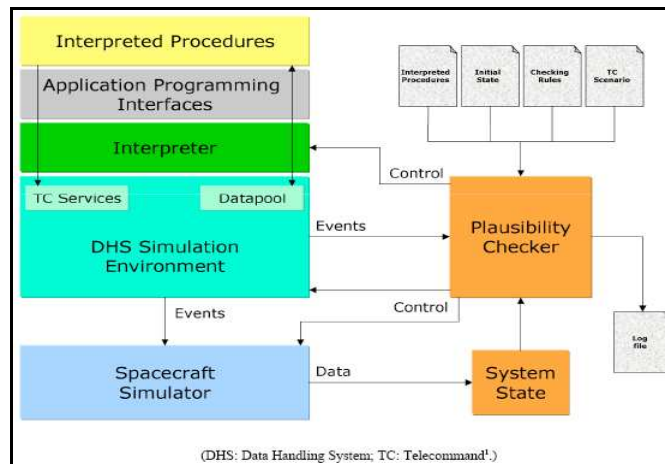 Interpreted Procedures
Application Programming
Interfaces
Interpreter
TC Services
Datapool
DHS Simulation
Environment
Events
Spacecraft
Simulator
Interpreted
Procedures
Initial
State
Checking
Rules
TC
Scenario
Control
Events
Plausibility
Checker
Control
Data
System
State
Log
file
(DHS: Data Handling System; TC: Telecommand¹.)